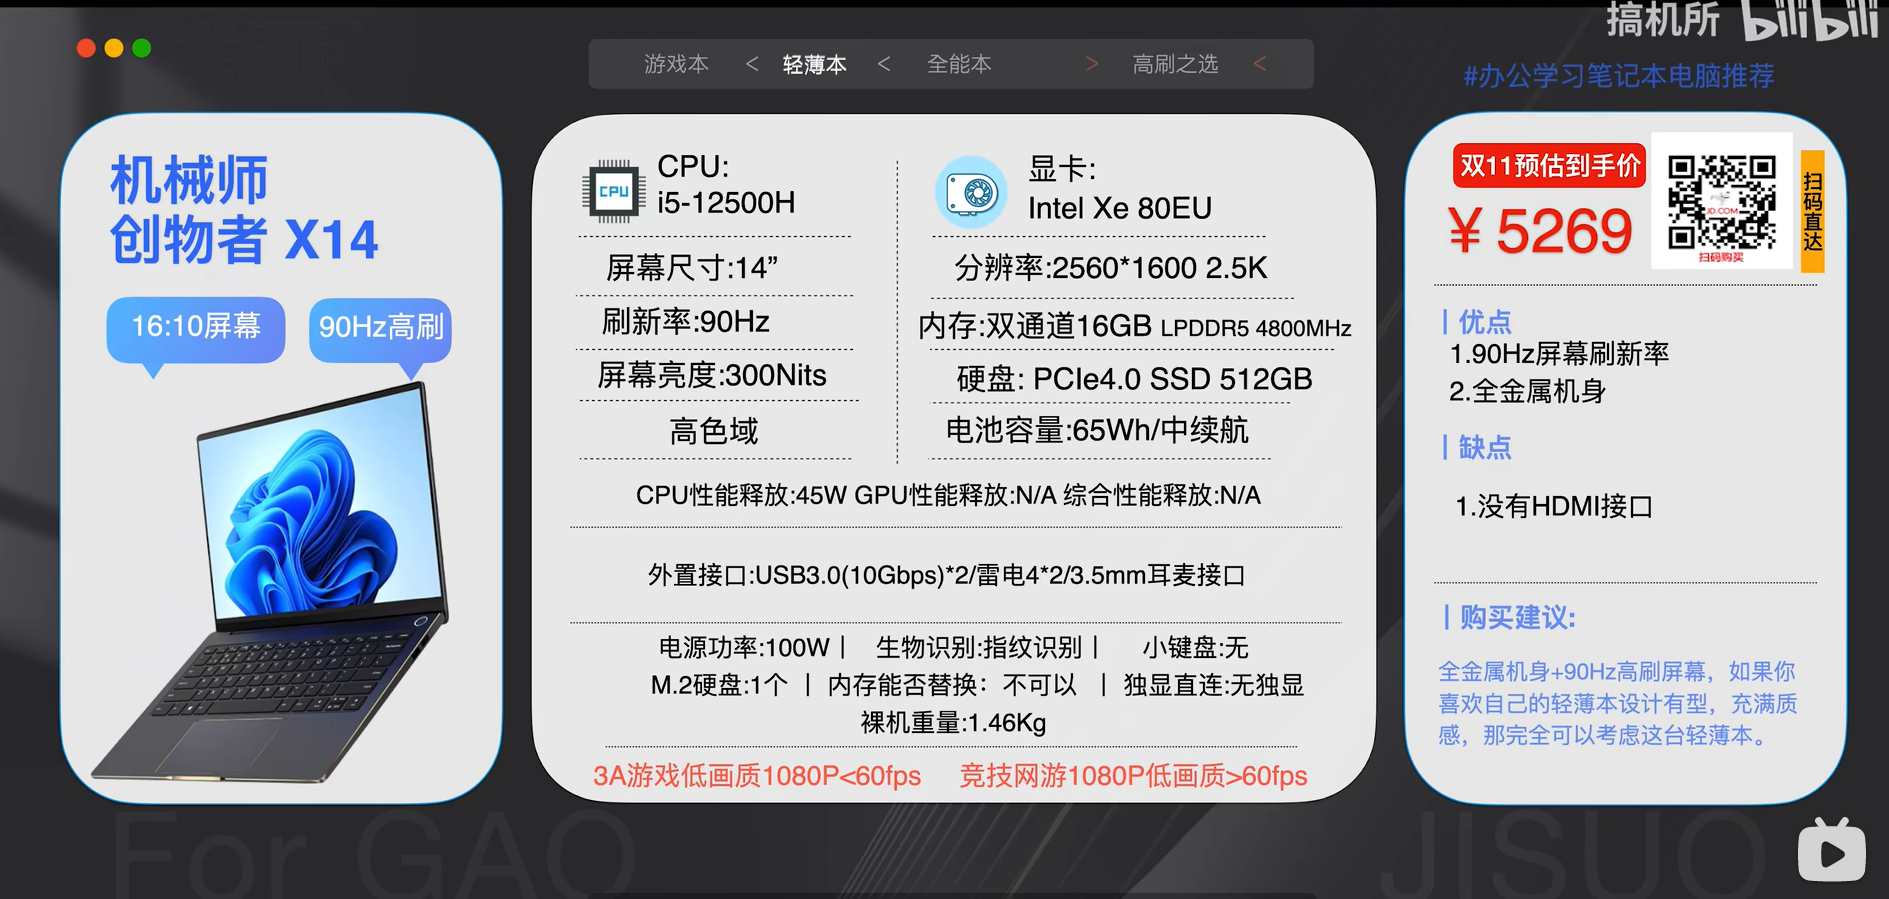 搞机所 bilibili
游戏本 < 轻薄本 < 全能本 > 高刷之选 <
#办公学习笔记本电脑推荐
机械师
创物者 X14
16:10屏幕
90Hz高刷
CPU
CPU:
i5-12500H
显卡:
Intel Xe 80EU
屏幕尺寸:14”
分辨率:2560*1600 2.5K
刷新率:90Hz
内存:双通道16GB LPDDR5 4800MHz
屏幕亮度:300Nits
硬盘: PCIe4.0 SSD 512GB
高色域
电池容量:65Wh/中续航
CPU性能释放:45W GPU性能释放:N/A 综合性能释放:N/A
外置接口:USB3.0(10Gbps)*2/雷电4*2/3.5mm耳麦接口
电源功率:100W | 生物识别:指纹识别 | 小键盘:无
M.2硬盘:1个 | 内存能否替换：不可以 | 独显直连:无独显
裸机重量:1.46Kg
3A游戏低画质1080P<60fps 竞技网游1080P低画质>60fps
双11预估到手价
¥5269
JD.COM
扫码购买
扫码直达
| 优点
1.90Hz屏幕刷新率
2.全金属机身
| 缺点
1.没有HDMI接口
| 购买建议:
全金属机身+90Hz高刷屏幕，如果你
喜欢自己的轻薄本设计有型，充满质
感，那完全可以考虑这台轻薄本。
For GAO JISUO